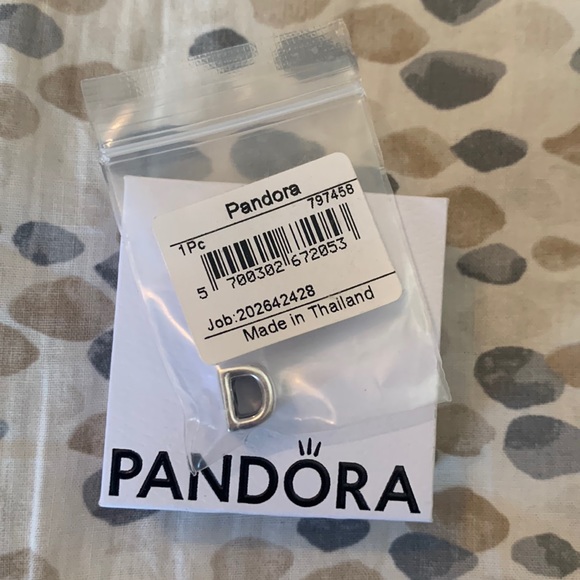 Pandora
1Pc 797458
5 700302 672053
Job:202642428
Made in Thailand
D
PANDORA